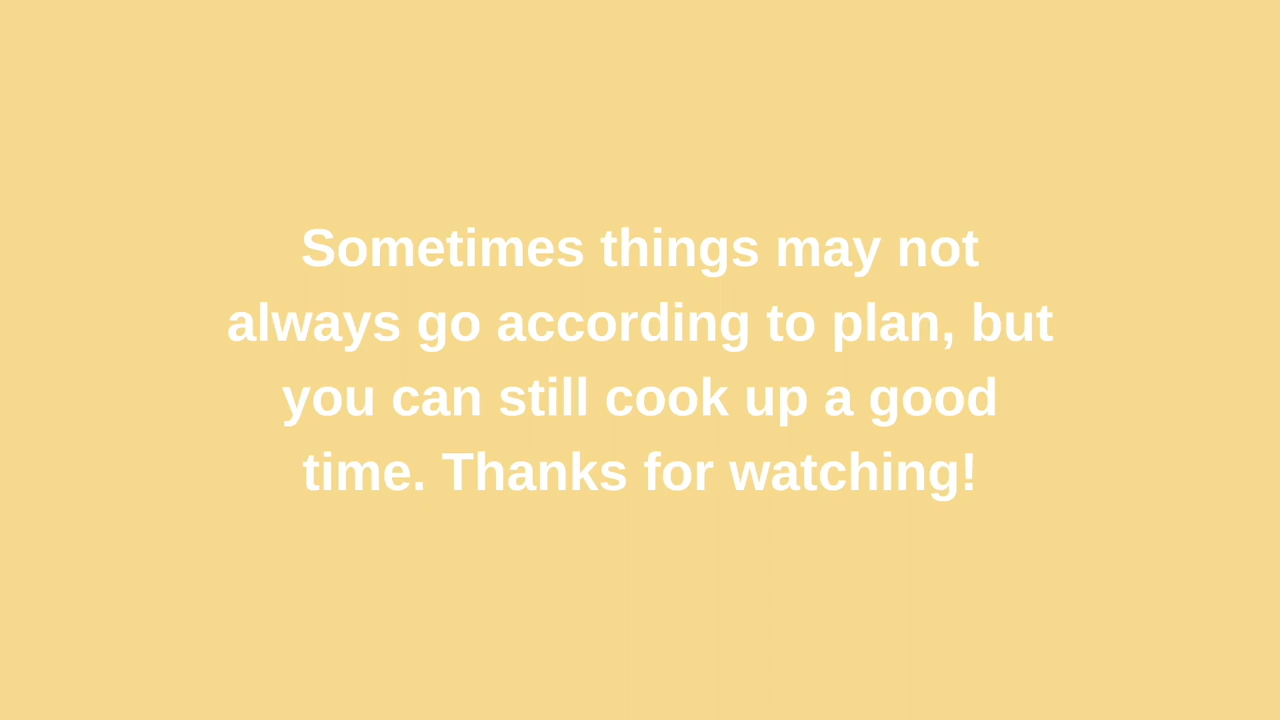 Sometimes things may not
always go according to plan, but
you can still cook up a good
time. Thanks for watching!